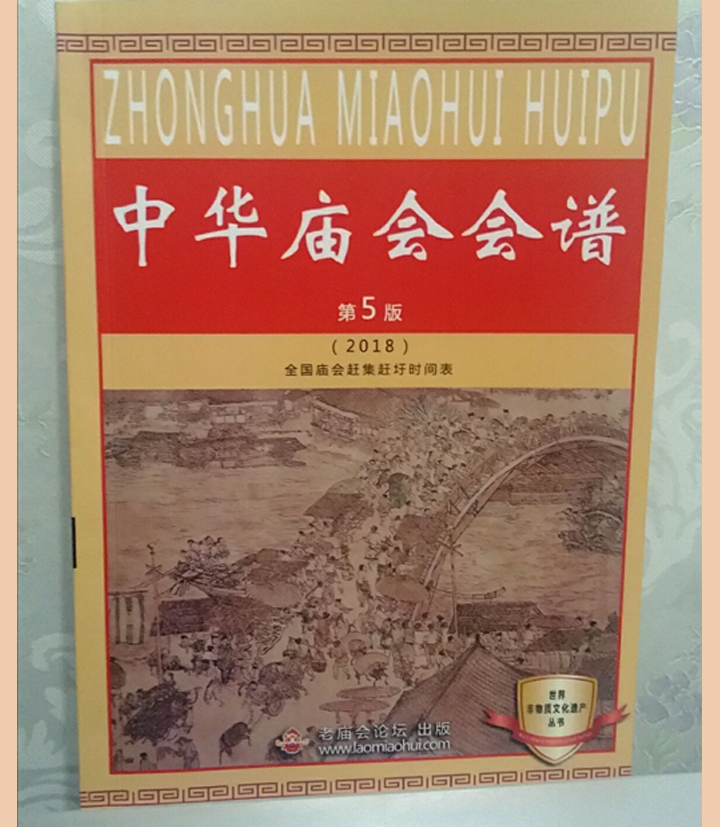 ZHONGHUA MIAOHUI HUIPU
中华庙会会谱
第5版
(2018)
全国庙会赶集赶圩时间表
世界
非物质文化遗产
丛书
老庙会论坛 出版
www.laomiaohui.com